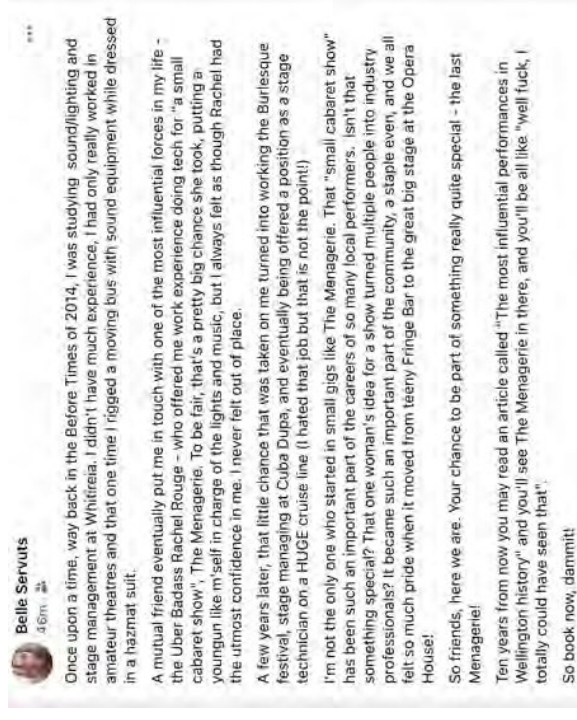 Belle Servuts
46m
Once upon a time, way back in the Before Times of 2014, I was studying sound/lighting and
stage management at Whitireia. I didn't have much experience, I had only really worked in
amateur theatres and that one time I rigged a moving bus with sound equipment while dressed
in a hazmat suit.
A mutual friend eventually put me in touch with one of the most influential forces in my life -
the Uber Badass Rachel Rouge - who offered me work experience doing tech for "a small
cabaret show", The Menagerie. To be fair, that's a pretty big chance she took, putting a
youngun like m'self in charge of the lights and music, but I always felt as though Rachel had
the utmost confidence in me. I never felt out of place.
A few years later, that little chance that was taken on me turned into working the Burlesque
festival, stage managing at Cuba Dupa, and eventually being offered a position as a stage
technician on a HUGE cruise line (I hated that job but that is not the point!)
I'm not the only one who started in small gigs like The Menagerie. That "small cabaret show"
has been such an important part of the careers of so many local performers. Isn't that
something special? That one woman's idea for a show turned multiple people into industry
professionals? It became such an important part of the community, a staple even, and we all
felt so much pride when it moved from teeny Fringe Bar to the great big stage at the Opera
House!
So friends, here we are. Your chance to be part of something really quite special - the last
Menagerie!
Ten years from now you may read an article called "The most influential performances in
Wellington history" and you'll see The Menagerie in there, and you'll be all like "well fuck, I
totally could have seen that".
So book now, dammit!